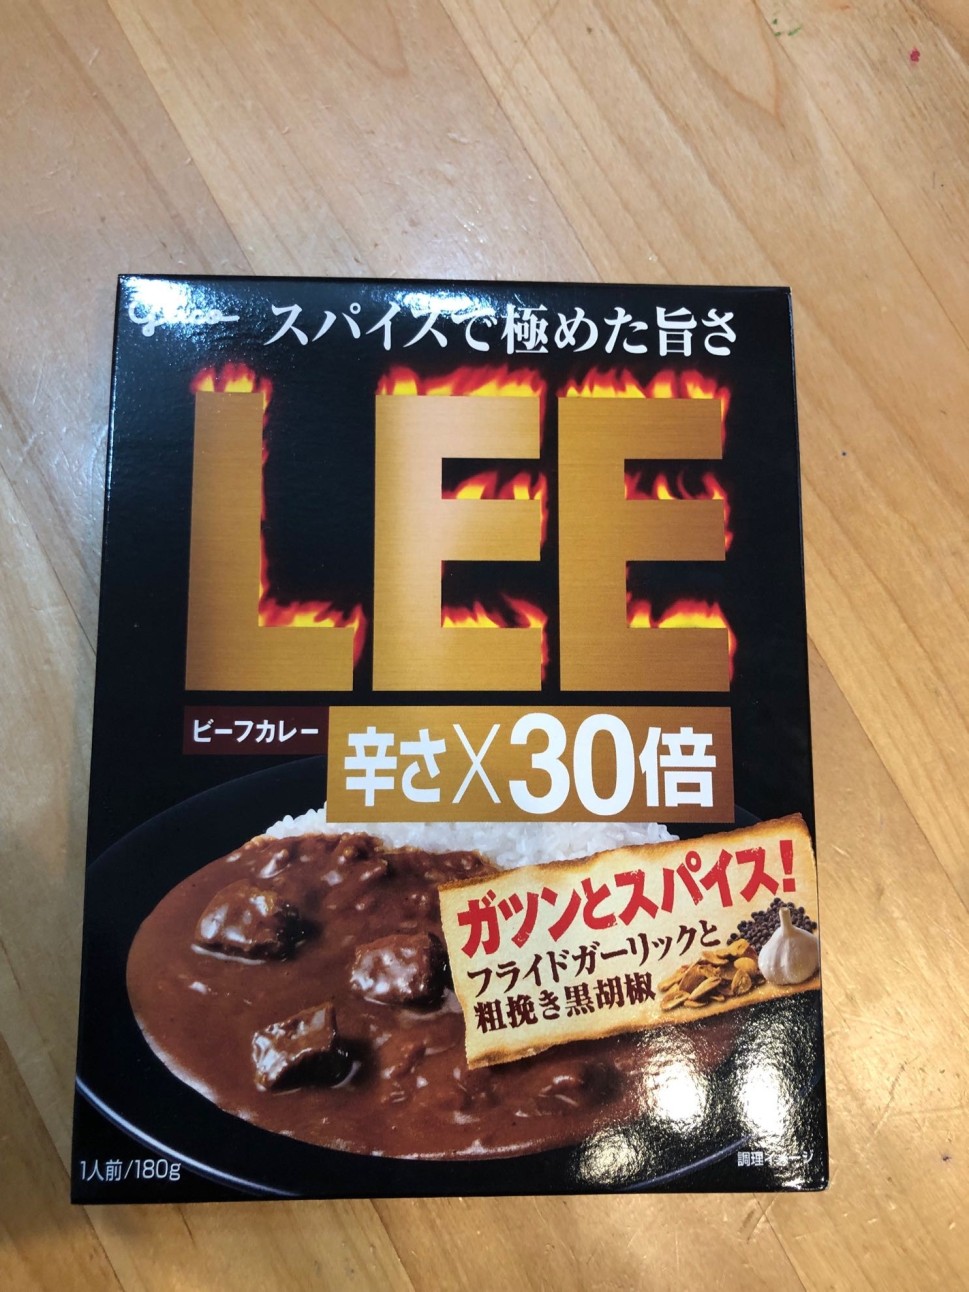 glico
スパイスで極めた旨さ
LEE
ビーフカレー
辛さ×30倍
ガツンとスパイス!
フライドガーリックと
粗挽き黒胡椒
1人前/180g
調理イメージ